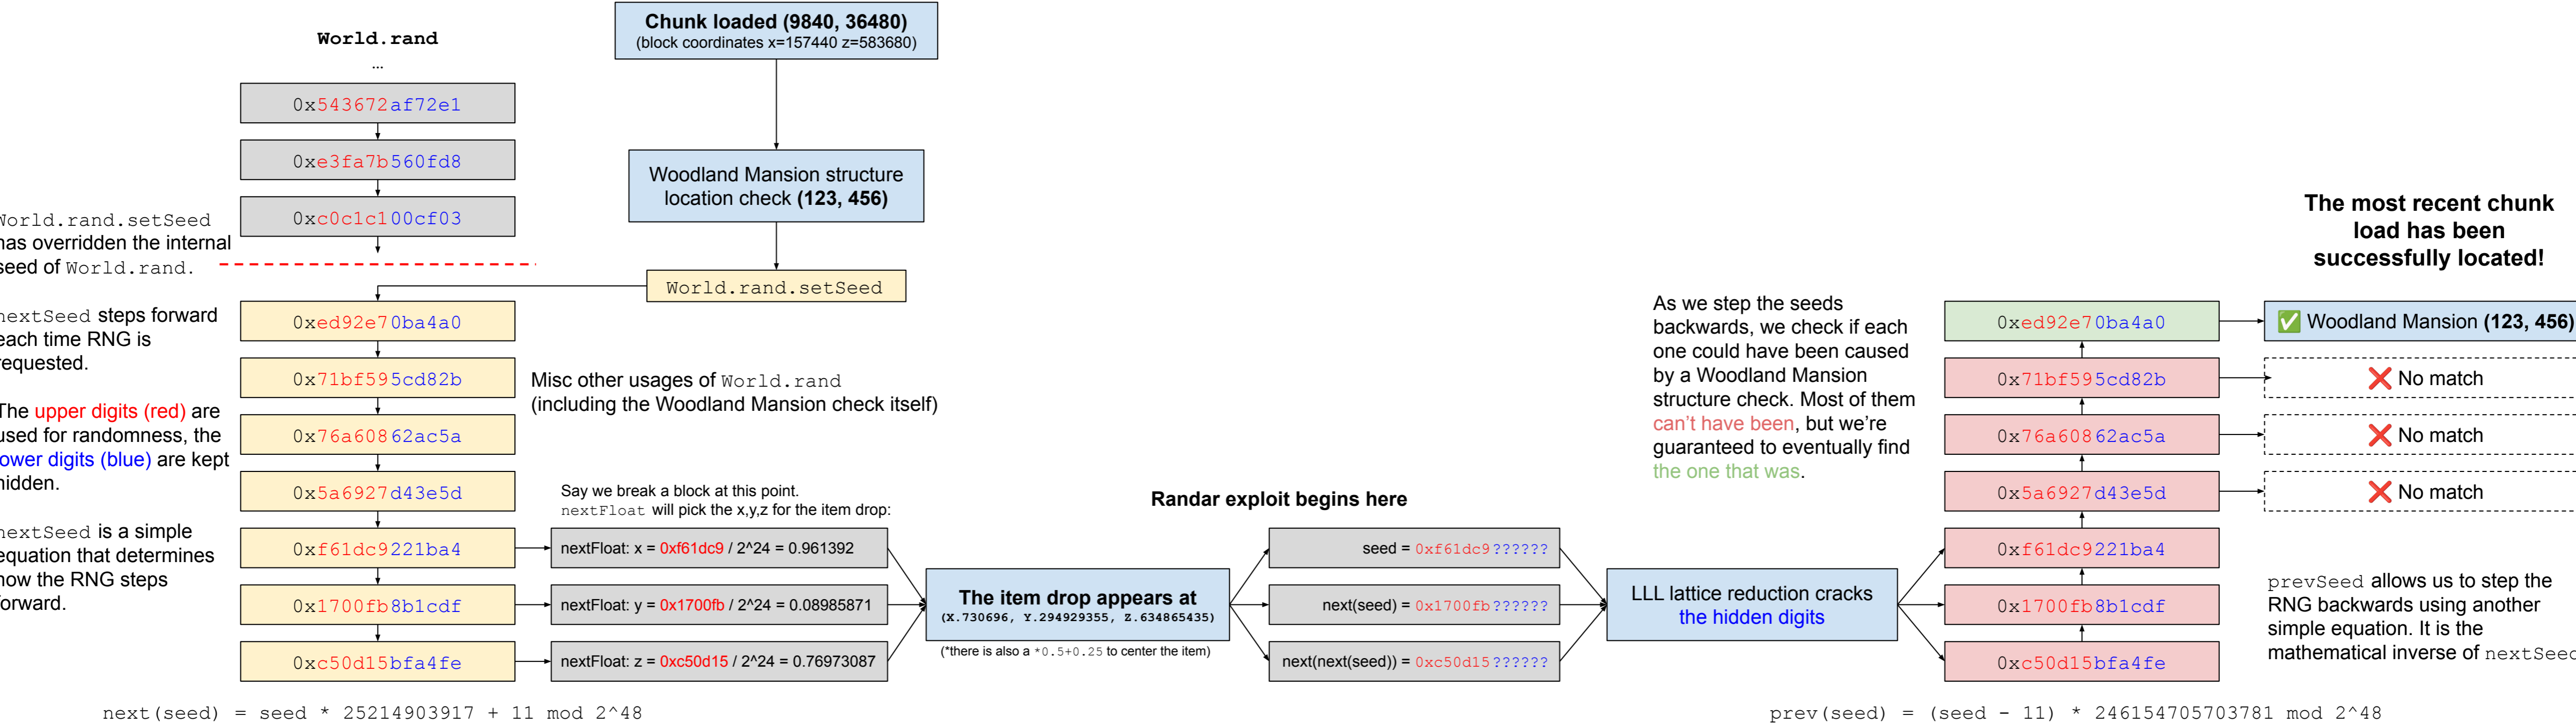 World.rand
...
0x543672af72e1
0xe3fa7b560fd8
0xc0c1c100cf03
World.rand.setSeed
has overridden the internal
seed of World.rand.
nextSeed steps forward
each time RNG is
requested.
The upper digits (red) are
used for randomness, the
lower digits (blue) are kept
hidden.
nextSeed is a simple
equation that determines
how the RNG steps
forward.
Chunk loaded (9840, 36480)
(block coordinates x=157440 z=583680)
Woodland Mansion structure
location check (123, 456)
World.rand.setSeed
0xed92e70ba4a0
0x71bf595cd82b
0x76a60862ac5a
0x5a6927d43e5d
0xf61dc9221ba4
0x1700fb8b1cdf
0xc50d15bfa4fe
Misc other usages of World.rand
(including the Woodland Mansion check itself)
Say we break a block at this point.
nextFloat will pick the x,y,z for the item drop:
nextFloat: x = 0xf61dc9 / 2^24 = 0.961392
nextFloat: y = 0x1700fb / 2^24 = 0.08985871
nextFloat: z = 0xc50d15 / 2^24 = 0.76973087
The item drop appears at
(X.730696, Y.294929355, Z.634865435)
(*there is also a *0.5+0.25 to center the item)
Randar exploit begins here
seed = 0xf61dc9??????
next(seed) = 0x1700fb??????
next(next(seed)) = 0xc50d15??????
LLL lattice reduction cracks
the hidden digits
As we step the seeds
backwards, we check if each
one could have been caused
by a Woodland Mansion
structure check. Most of them
can't have been, but we're
guaranteed to eventually find
the one that was.
0xed92e70ba4a0
0x71bf595cd82b
0x76a60862ac5a
0x5a6927d43e5d
0xf61dc9221ba4
0x1700fb8b1cdf
0xc50d15bfa4fe
The most recent chunk
load has been
successfully located!
✅ Woodland Mansion (123, 456)
❌ No match
❌ No match
❌ No match
prevSeed allows us to step the
RNG backwards using another
simple equation. It is the
mathematical inverse of nextSeed
next(seed) = seed * 25214903917 + 11 mod 2^48
prev(seed) = (seed - 11) * 246154705703781 mod 2^48